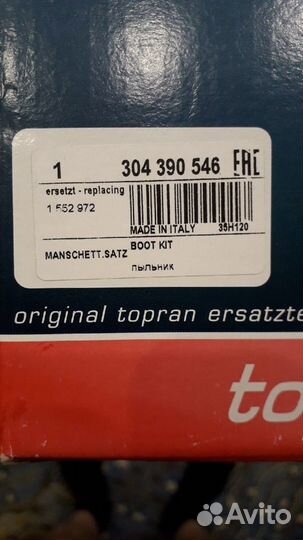 1 304 390 546 EAC
ersetzt - replacing
1 552 972
MADE IN ITALY 35H120
BOOT KIT
MANSCHETT.SATZ
пыльник
original topran ersatzte
to
Avito